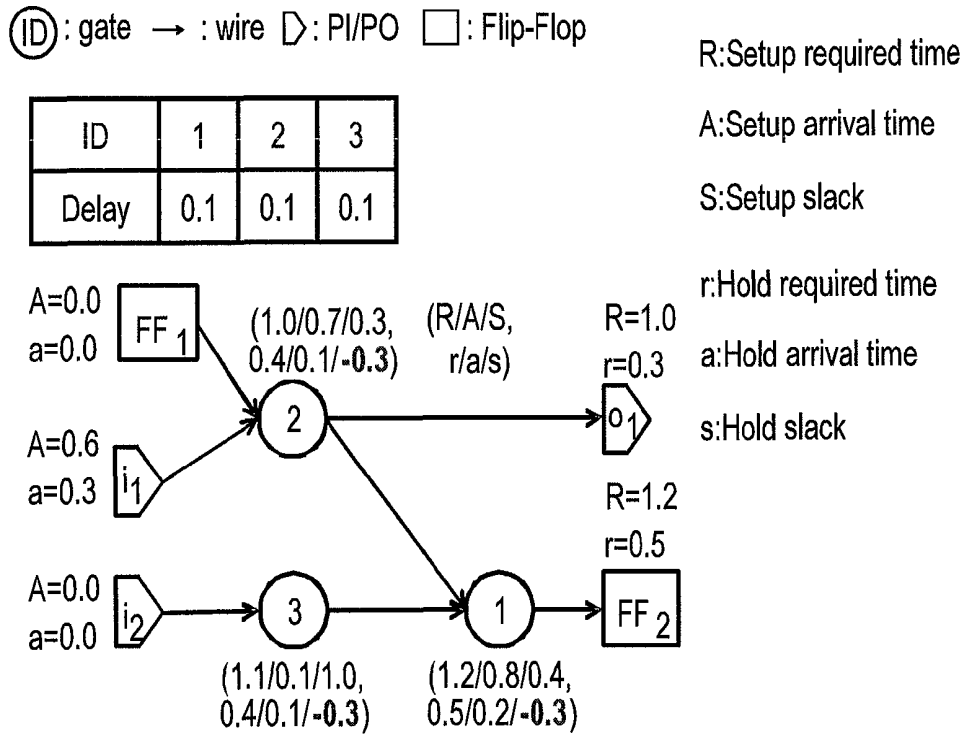 ID : gate → : wire : PI/PO : Flip-Flop
R:Setup required time
A:Setup arrival time
S:Setup slack
r:Hold required time
a:Hold arrival time
s:Hold slack
ID 1 2 3
Delay 0.1 0.1 0.1
A=0.0
a=0.0
FF 1
(1.0/0.7/0.3,
0.4/0.1/-0.3)
(R/A/S,
r/a/s)
R=1.0
r=0.3
2
o1
A=0.6
a=0.3
i1
R=1.2
r=0.5
A=0.0
a=0.0
i2
3
1
FF 2
(1.1/0.1/1.0,
0.4/0.1/-0.3)
(1.2/0.8/0.4,
0.5/0.2/-0.3)